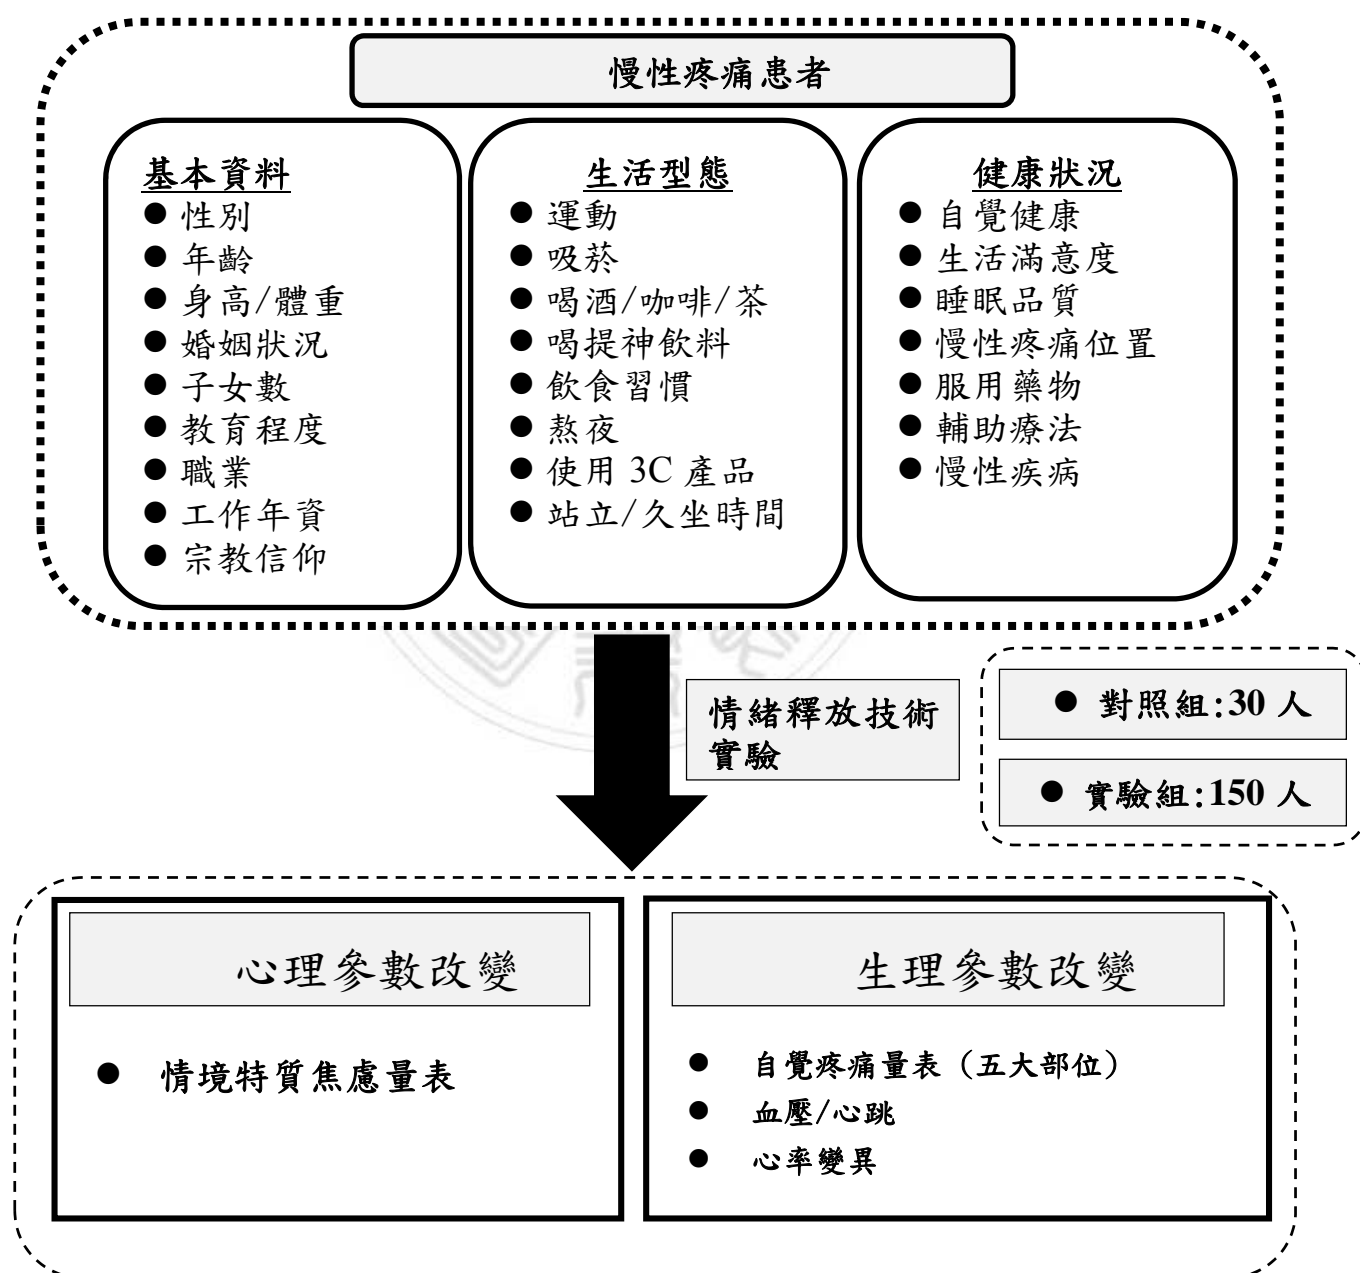 慢性疼痛患者
基本資料
● 性別
● 年齡
● 身高/體重
● 婚姻狀況
● 子女數
● 教育程度
● 職業
● 工作年資
● 宗教信仰
生活型態
● 運動
● 吸菸
● 喝酒/咖啡/茶
● 喝提神飲料
● 飲食習慣
● 熬夜
● 使用 3C 產品
● 站立/久坐時間
健康狀況
● 自覺健康
● 生活滿意度
● 睡眠品質
● 慢性疼痛位置
● 服用藥物
● 輔助療法
● 慢性疾病
情緒釋放技術
實驗
● 對照組:30 人
● 實驗組:150 人
心理參數改變
● 情境特質焦慮量表
生理參數改變
● 自覺疼痛量表（五大部位）
● 血壓/心跳
● 心率變異